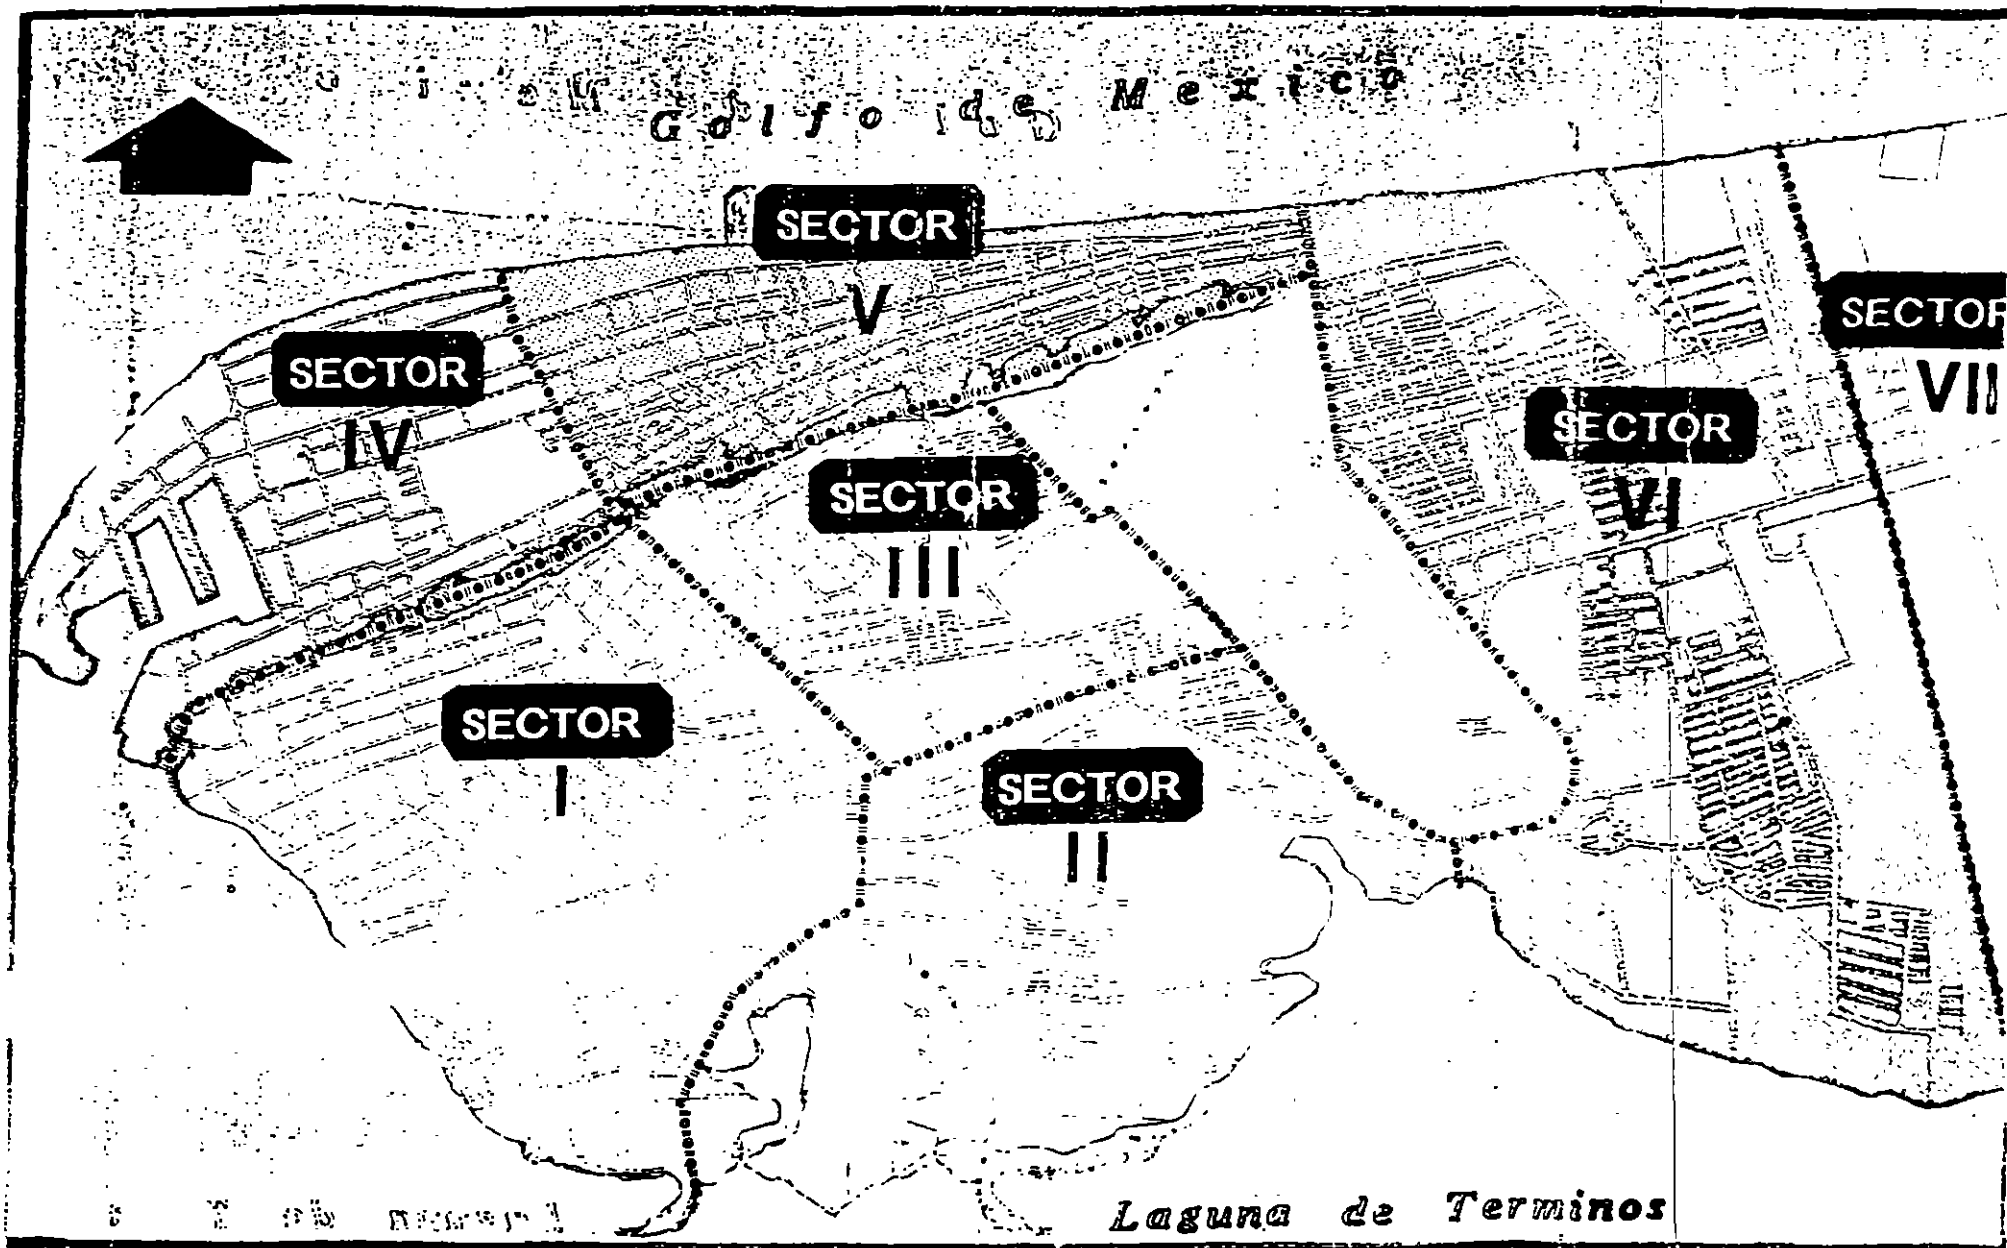 Golfo de Mexico
SECTOR
V
SECTOR
VII
SECTOR
IV
SECTOR
VI
SECTOR
III
SECTOR
I
SECTOR
II
Laguna de Terminos